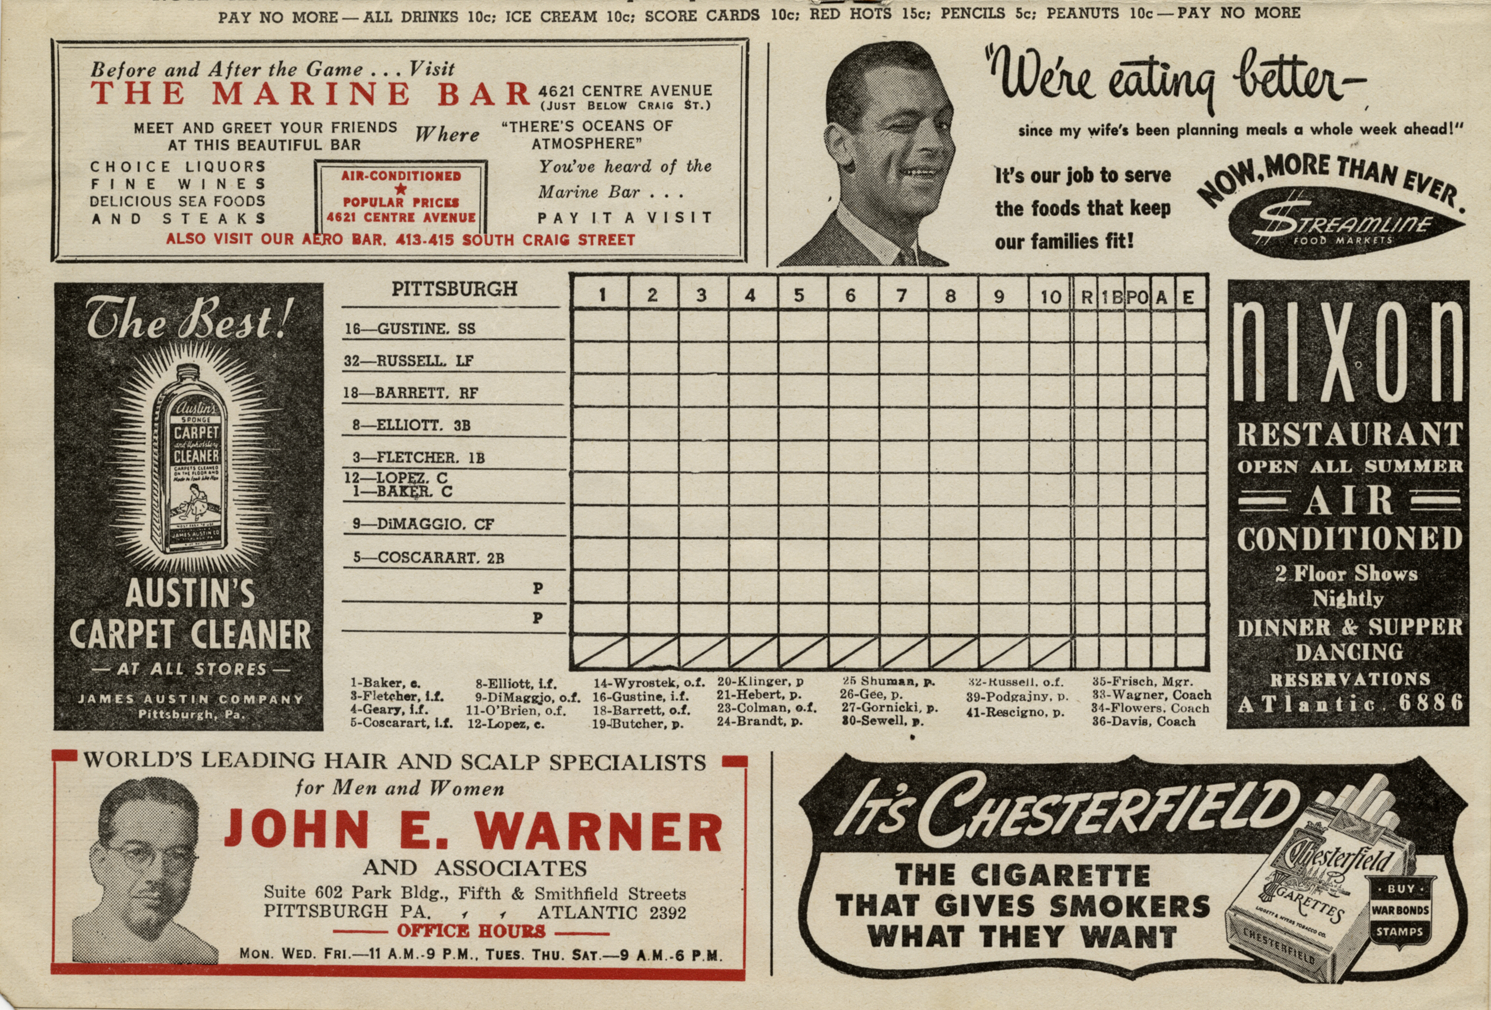 PAY NO MORE — ALL DRINKS 10c; ICE CREAM 10c; SCORE CARDS 10c; RED HOTS 15c; PENCILS 5c; PEANUTS 10c — PAY NO MORE
Before and After the Game . . . Visit
THE MARINE BAR
4621 CENTRE AVENUE
(JUST BELOW CRAIG ST.)
MEET AND GREET YOUR FRIENDS
AT THIS BEAUTIFUL BAR
Where
"THERE'S OCEANS OF
ATMOSPHERE"
CHOICE LIQUORS
FINE WINES
DELICIOUS SEA FOODS
AND STEAKS
AIR-CONDITIONED
★
POPULAR PRICES
4621 CENTRE AVENUE
You've heard of the
Marine Bar . . .
PAY IT A VISIT
ALSO VISIT OUR AERO BAR, 413-415 SOUTH CRAIG STREET
"We're eating better—
since my wife's been planning meals a whole week ahead!"
It's our job to serve
the foods that keep
our families fit!
NOW, MORE THAN EVER.
STREAMLINE
FOOD MARKETS
The Best!
Austin's
SPONGE
CARPET
and Upholstery
CLEANER
JAMES AUSTIN CO
AUSTIN'S
CARPET CLEANER
— AT ALL STORES —
JAMES AUSTIN COMPANY
Pittsburgh, Pa.
PITTSBURGH 1 2 3 4 5 6 7 8 9 10 R 1B PO A E
16—GUSTINE, SS
32—RUSSELL, LF
18—BARRETT, RF
8—ELLIOTT, 3B
3—FLETCHER, 1B
12—LOPEZ, C
1—BAKER, C
9—DiMAGGIO, CF
5—COSCARART, 2B
P
P
1-Baker, c.
3-Fletcher, i.f.
4-Geary, i.f.
5-Coscarart, i.f.
8-Elliott, i.f.
9-DiMaggio, o.f.
11-O'Brien, o.f.
12-Lopez, c.
14-Wyrostek, o.f.
16-Gustine, i.f.
18-Barrett, o.f.
19-Butcher, p.
20-Klinger, p
21-Hebert, p.
23-Colman, o.f.
24-Brandt, p.
25 Shuman, p.
26-Gee, p.
27-Gornicki, p.
30-Sewell, p.
32-Russell, o.f.
39-Podgajny, p.
41-Rescigno, p.
35-Frisch, Mgr.
33-Wagner, Coach
34-Flowers, Coach
36-Davis, Coach
nixon
RESTAURANT
OPEN ALL SUMMER
AIR
CONDITIONED
2 Floor Shows
Nightly
DINNER & SUPPER
DANCING
RESERVATIONS
ATlantic 6886
WORLD'S LEADING HAIR AND SCALP SPECIALISTS
for Men and Women
JOHN E. WARNER
AND ASSOCIATES
Suite 602 Park Bldg., Fifth & Smithfield Streets
PITTSBURGH PA. , , ATLANTIC 2392
OFFICE HOURS
MON. WED. FRI.—11 A.M.-9 P.M., TUES. THU. SAT.—9 A.M.-6 P.M.
IT'S CHESTERFIELD
THE CIGARETTE
THAT GIVES SMOKERS
WHAT THEY WANT
Chesterfield
CIGARETTES
LIGGETT & MYERS TOBACCO CO.
CHESTERFIELD
· BUY ·
WAR BONDS
STAMPS